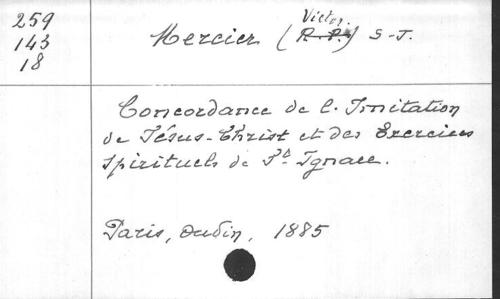 259
143
18
Victor.
Mercier (R. P.) S-J.
Concordance de l'Imitation
de Jésus-Christ et des Exercices
spirituels de St Ignace.
Paris, Oudin, 1885